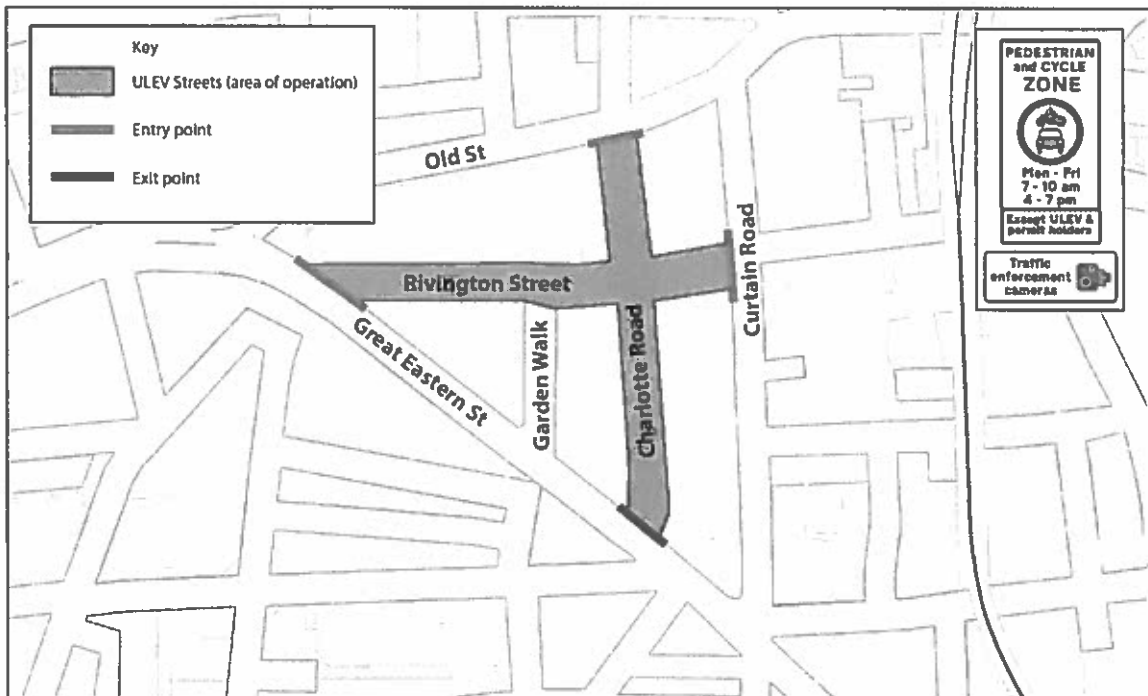 Key
ULEV Streets (area of operation)
Entry point
Exit point
Old St
Rivington Street
Great Eastern St
Garden Walk
Charlotte Road
Curtain Road
PEDESTRIAN
and CYCLE
ZONE
Mon - Fri
7 - 10 am
4 - 7 pm
Except ULEV &
permit holders
Traffic
enforcement
cameras